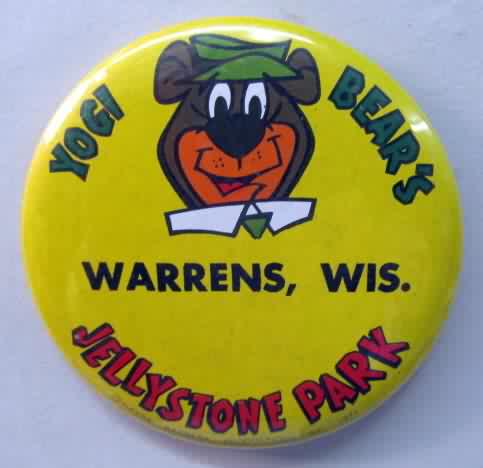 YOGI BEAR'S
WARRENS, WIS.
JELLYSTONE PARK